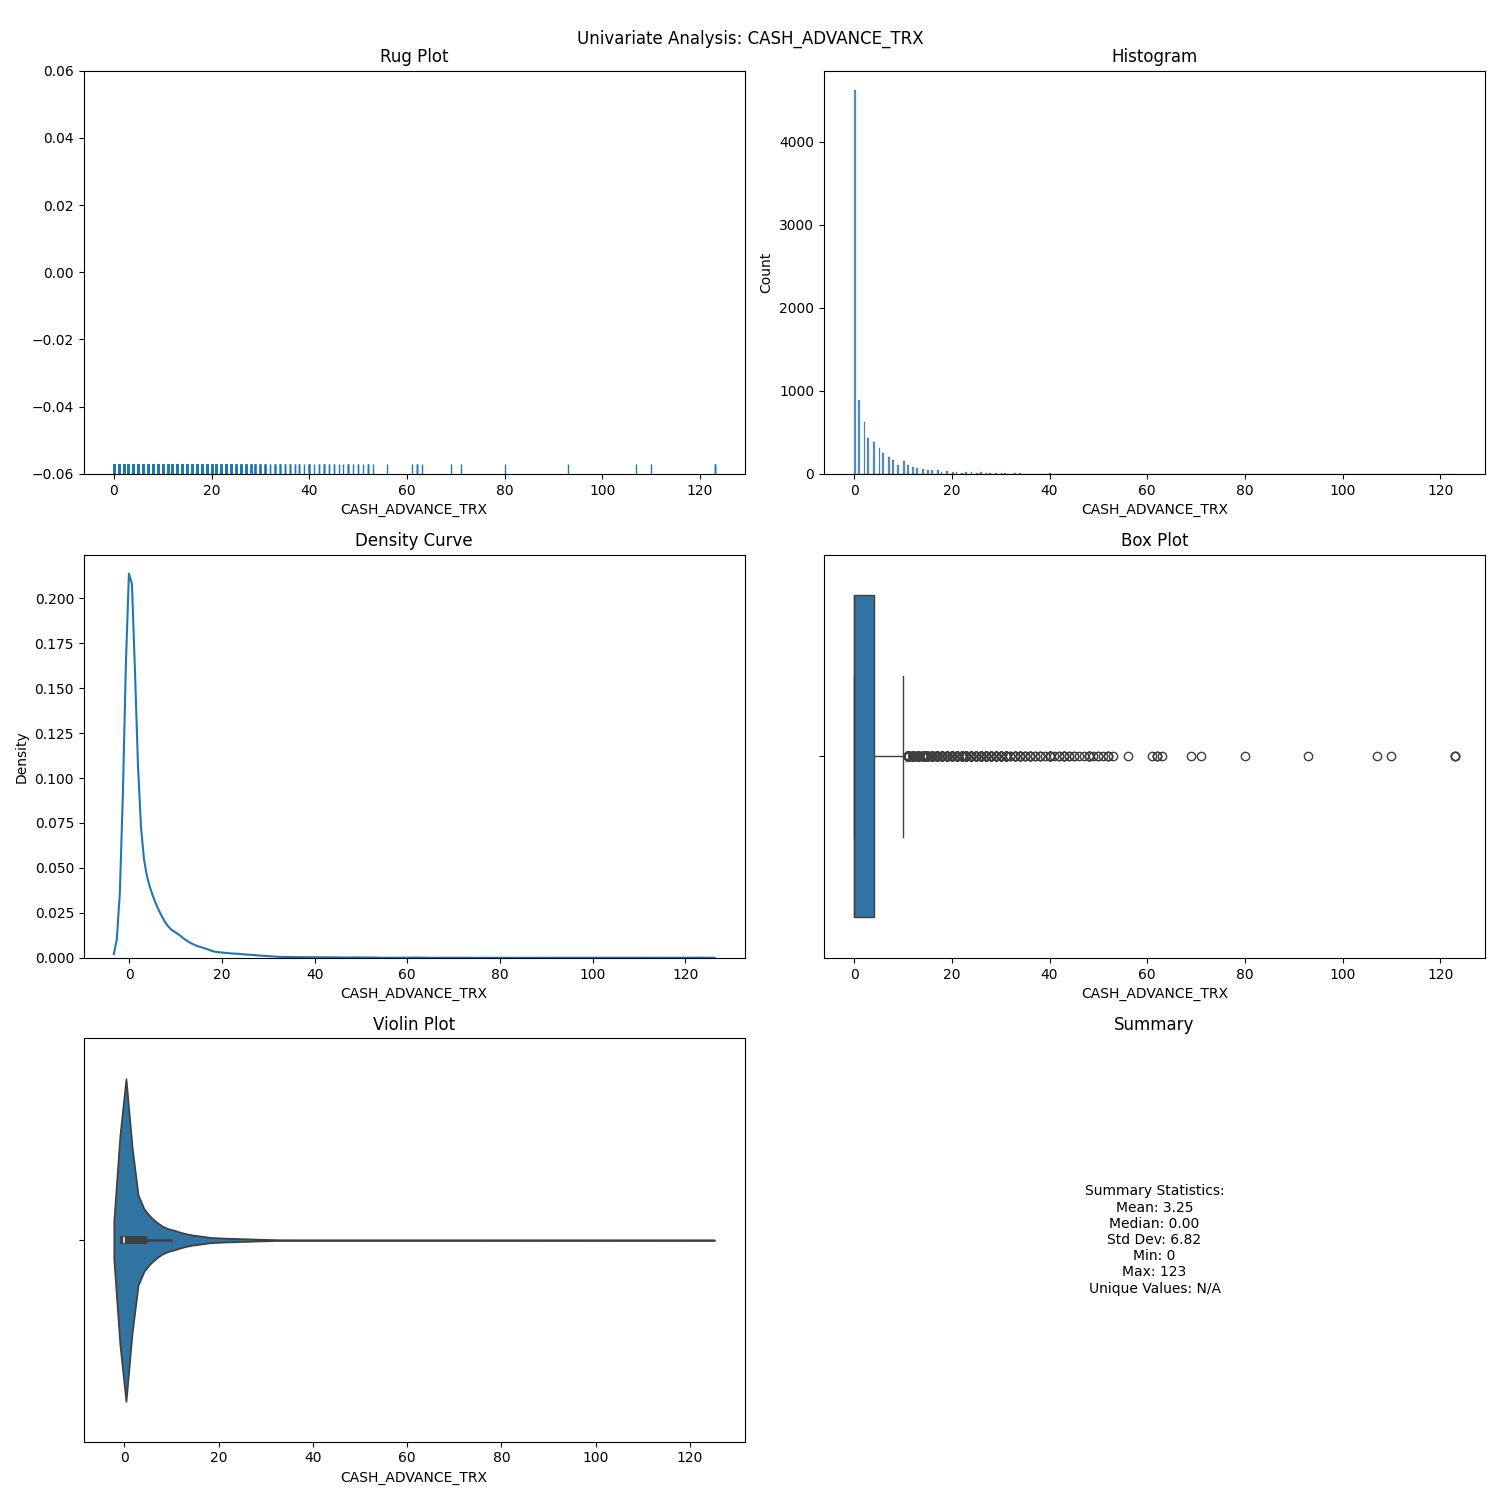 Univariate Analysis: CASH_ADVANCE_TRX
Rug Plot
0.06
0.04
0.02
0.00
−0.02
−0.04
−0.06
0 20 40 60 80 100 120
CASH_ADVANCE_TRX
Histogram
Count
4000
3000
2000
1000
0
0 20 40 60 80 100 120
CASH_ADVANCE_TRX
Density Curve
Density
0.200
0.175
0.150
0.125
0.100
0.075
0.050
0.025
0.000
0 20 40 60 80 100 120
CASH_ADVANCE_TRX
Box Plot
0 20 40 60 80 100 120
CASH_ADVANCE_TRX
Violin Plot
0 20 40 60 80 100 120
CASH_ADVANCE_TRX
Summary
Summary Statistics:
Mean: 3.25
Median: 0.00
Std Dev: 6.82
Min: 0
Max: 123
Unique Values: N/A